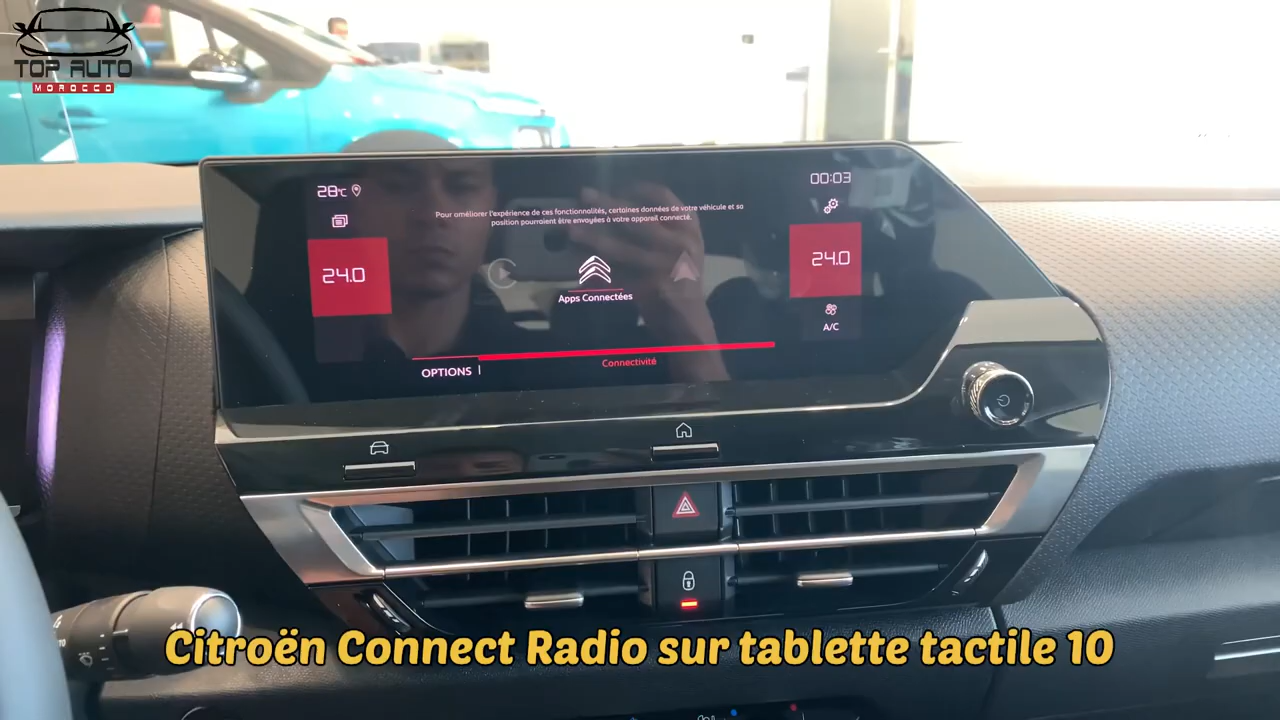 TOP AUTO
MOROCCO
28°C
00:03
Pour améliorer l'expérience de ces fonctionnalités, certaines données de votre véhicule et sa
position pourraient être envoyées à votre appareil connecté.
24.0
24.0
Apps Connectées
A/C
Connectivité
OPTIONS
Citroën Connect Radio sur tablette tactile 10